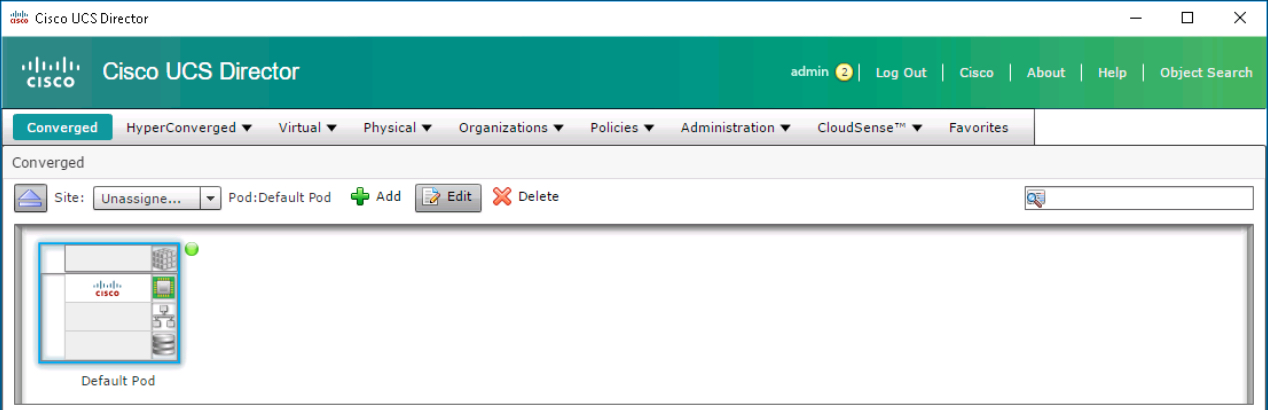 Cisco UCS Director
CISCO Cisco UCS Director admin 2 Log Out Cisco About Help Object Search
Converged HyperConverged Virtual Physical Organizations Policies Administration CloudSense™ Favorites
Converged
Site: Unassigne... Pod:Default Pod Add Edit Delete
CISCO
Default Pod